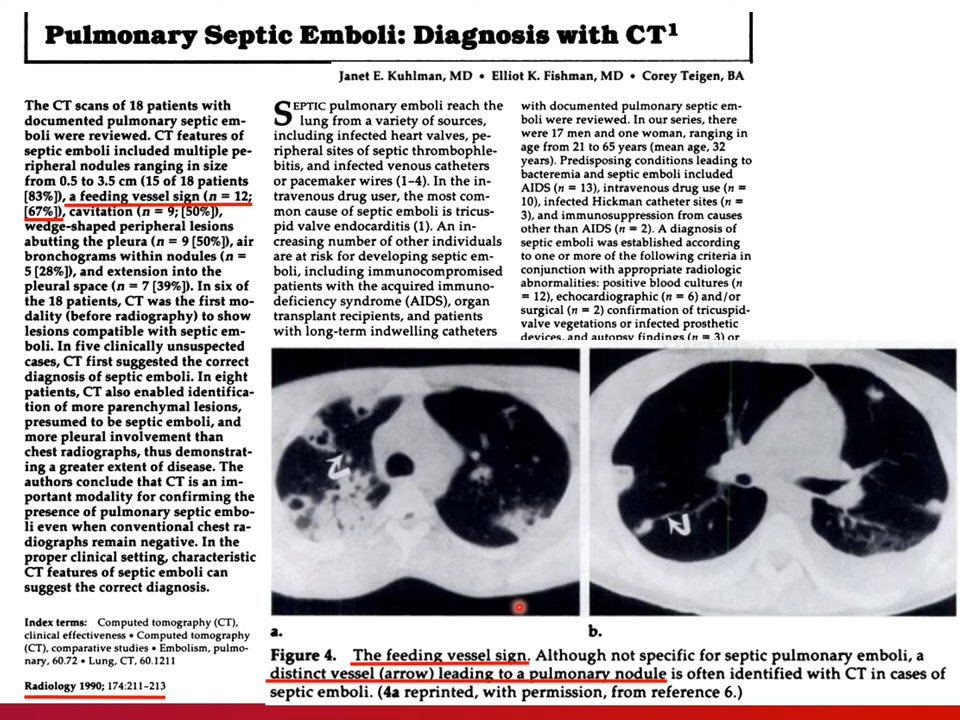 Pulmonary Septic Emboli: Diagnosis with CT¹
Janet E. Kuhlman, MD • Elliot K. Fishman, MD • Corey Teigen, BA
The CT scans of 18 patients with
documented pulmonary septic em-
boli were reviewed. CT features of
septic emboli included multiple pe-
ripheral nodules ranging in size
from 0.5 to 3.5 cm (15 of 18 patients
[83%]), a feeding vessel sign (n = 12;
[67%]), cavitation (n = 9; [50%]),
wedge-shaped peripheral lesions
abutting the pleura (n = 9 [50%]), air
bronchograms within nodules (n =
5 [28%]), and extension into the
pleural space (n = 7 [39%]). In six of
the 18 patients, CT was the first mo-
dality (before radiography) to show
lesions compatible with septic em-
boli. In five clinically unsuspected
cases, CT first suggested the correct
diagnosis of septic emboli. In eight
patients, CT also enabled identifica-
tion of more parenchymal lesions,
presumed to be septic emboli, and
more pleural involvement than
chest radiographs, thus demonstrat-
ing a greater extent of disease. The
authors conclude that CT is an im-
portant modality for confirming the
presence of pulmonary septic embo-
li even when conventional chest ra-
diographs remain negative. In the
proper clinical setting, characteristic
CT features of septic emboli can
suggest the correct diagnosis.
Index terms: Computed tomography (CT),
clinical effectiveness • Computed tomography
(CT), comparative studies • Embolism, pulmo-
nary, 60.72 • Lung, CT, 60.1211
Radiology 1990; 174:211-213
SEPTIC pulmonary emboli reach the
lung from a variety of sources,
including infected heart valves, pe-
ripheral sites of septic thrombophle-
bitis, and infected venous catheters
or pacemaker wires (1-4). In the in-
travenous drug user, the most com-
mon cause of septic emboli is tricus-
pid valve endocarditis (1). An in-
creasing number of other individuals
are at risk for developing septic em-
boli, including immunocompromised
patients with the acquired immuno-
deficiency syndrome (AIDS), organ
transplant recipients, and patients
with long-term indwelling catheters
with documented pulmonary septic em-
boli were reviewed. In our series, there
were 17 men and one woman, ranging in
age from 21 to 65 years (mean age, 32
years). Predisposing conditions leading to
bacteremia and septic emboli included
AIDS (n = 13), intravenous drug use (n =
10), infected Hickman catheter sites (n =
3), and immunosuppression from causes
other than AIDS (n = 2). A diagnosis of
septic emboli was established according
to one or more of the following criteria in
conjunction with appropriate radiologic
abnormalities: positive blood cultures (n
= 12), echocardiographic (n = 6) and/or
surgical (n = 2) confirmation of tricuspid-
valve vegetations or infected prosthetic
devices, and autopsy findings (n = 3) or
a.
b.
Figure 4. The feeding vessel sign. Although not specific for septic pulmonary emboli, a
distinct vessel (arrow) leading to a pulmonary nodule is often identified with CT in cases of
septic emboli. (4a reprinted, with permission, from reference 6.)